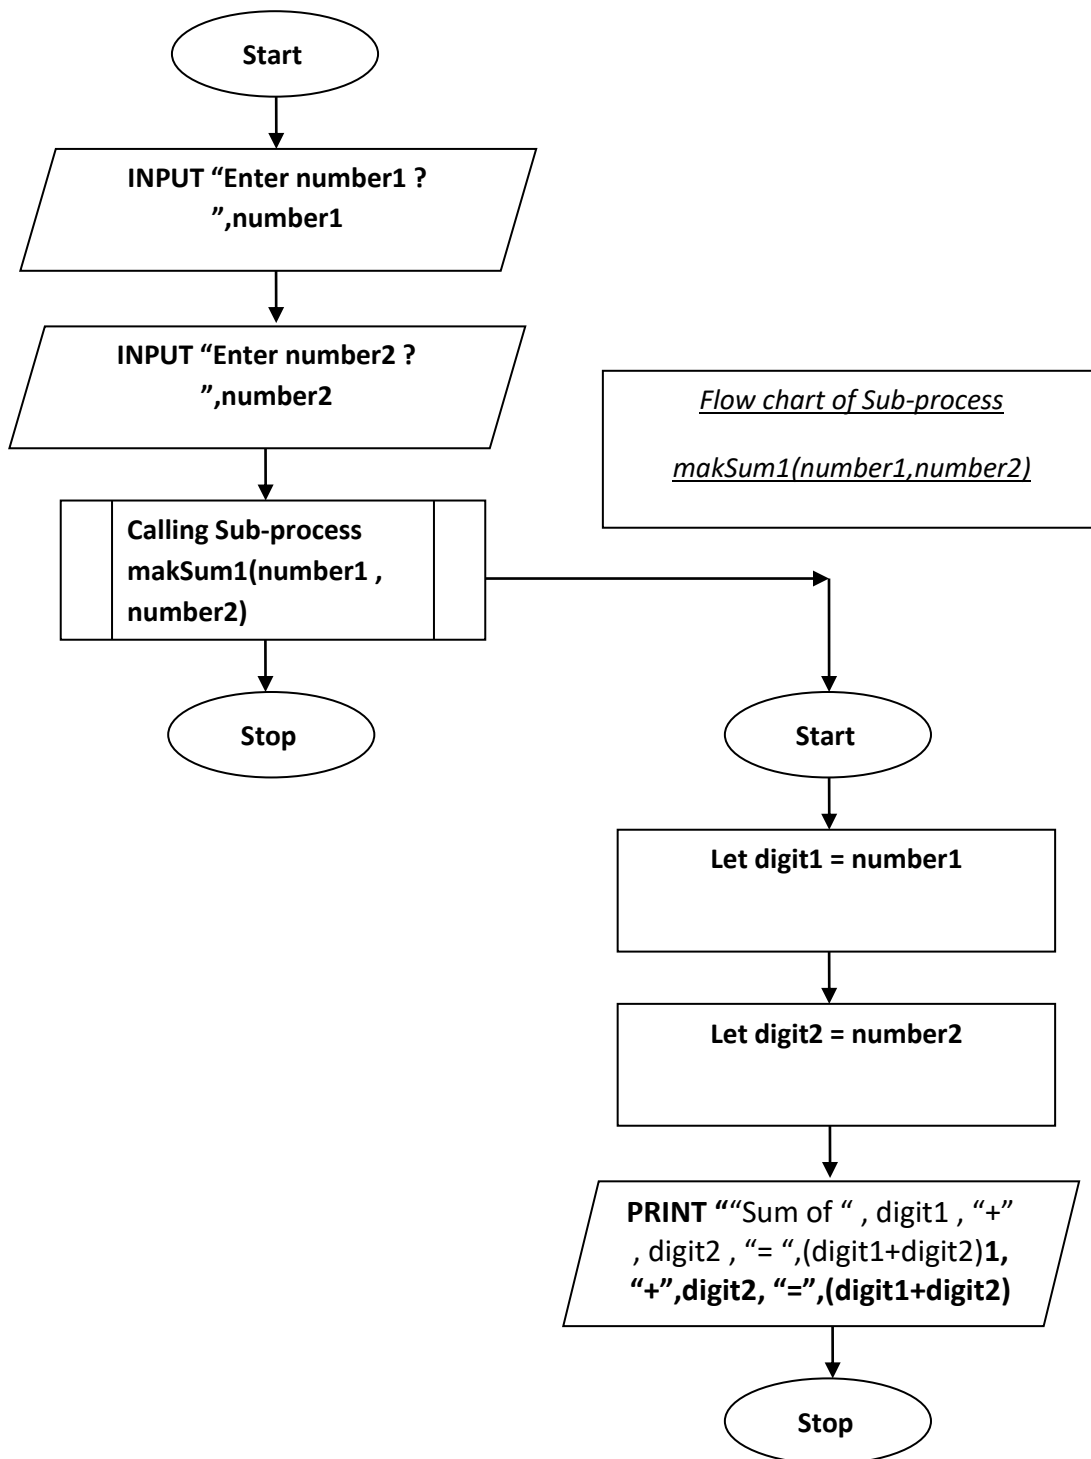 Start
INPUT “Enter number1 ?
”,number1
INPUT “Enter number2 ?
”,number2
Calling Sub-process
makSum1(number1 ,
number2)
Stop
Flow chart of Sub-process
makSum1(number1,number2)
Start
Let digit1 = number1
Let digit2 = number2
PRINT ““Sum of “ , digit1 , “+”
, digit2 , “= “,(digit1+digit2)1,
“+”,digit2, “=”,(digit1+digit2)
Stop